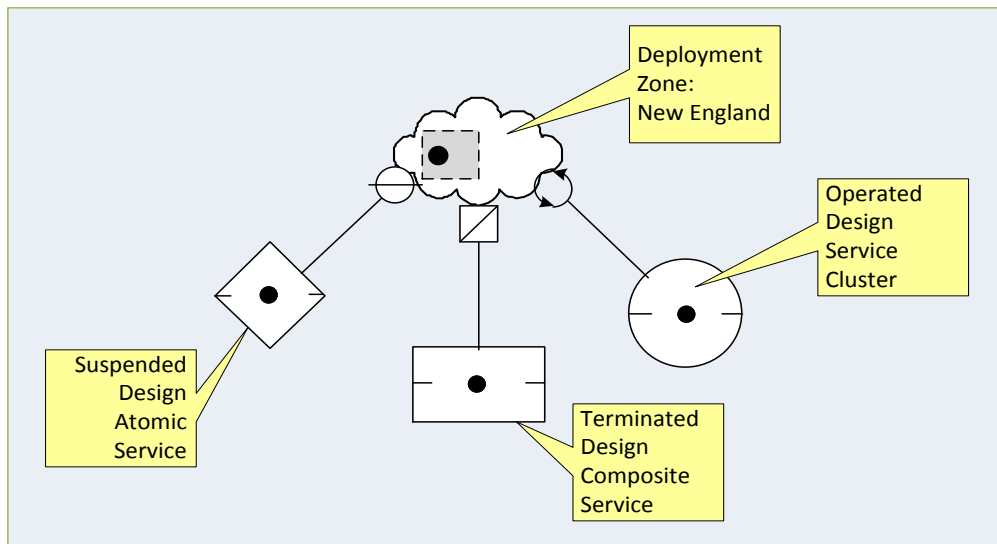 Deployment
Zone:
New England
Operated
Design
Service
Cluster
Suspended
Design
Atomic
Service
Terminated
Design
Composite
Service